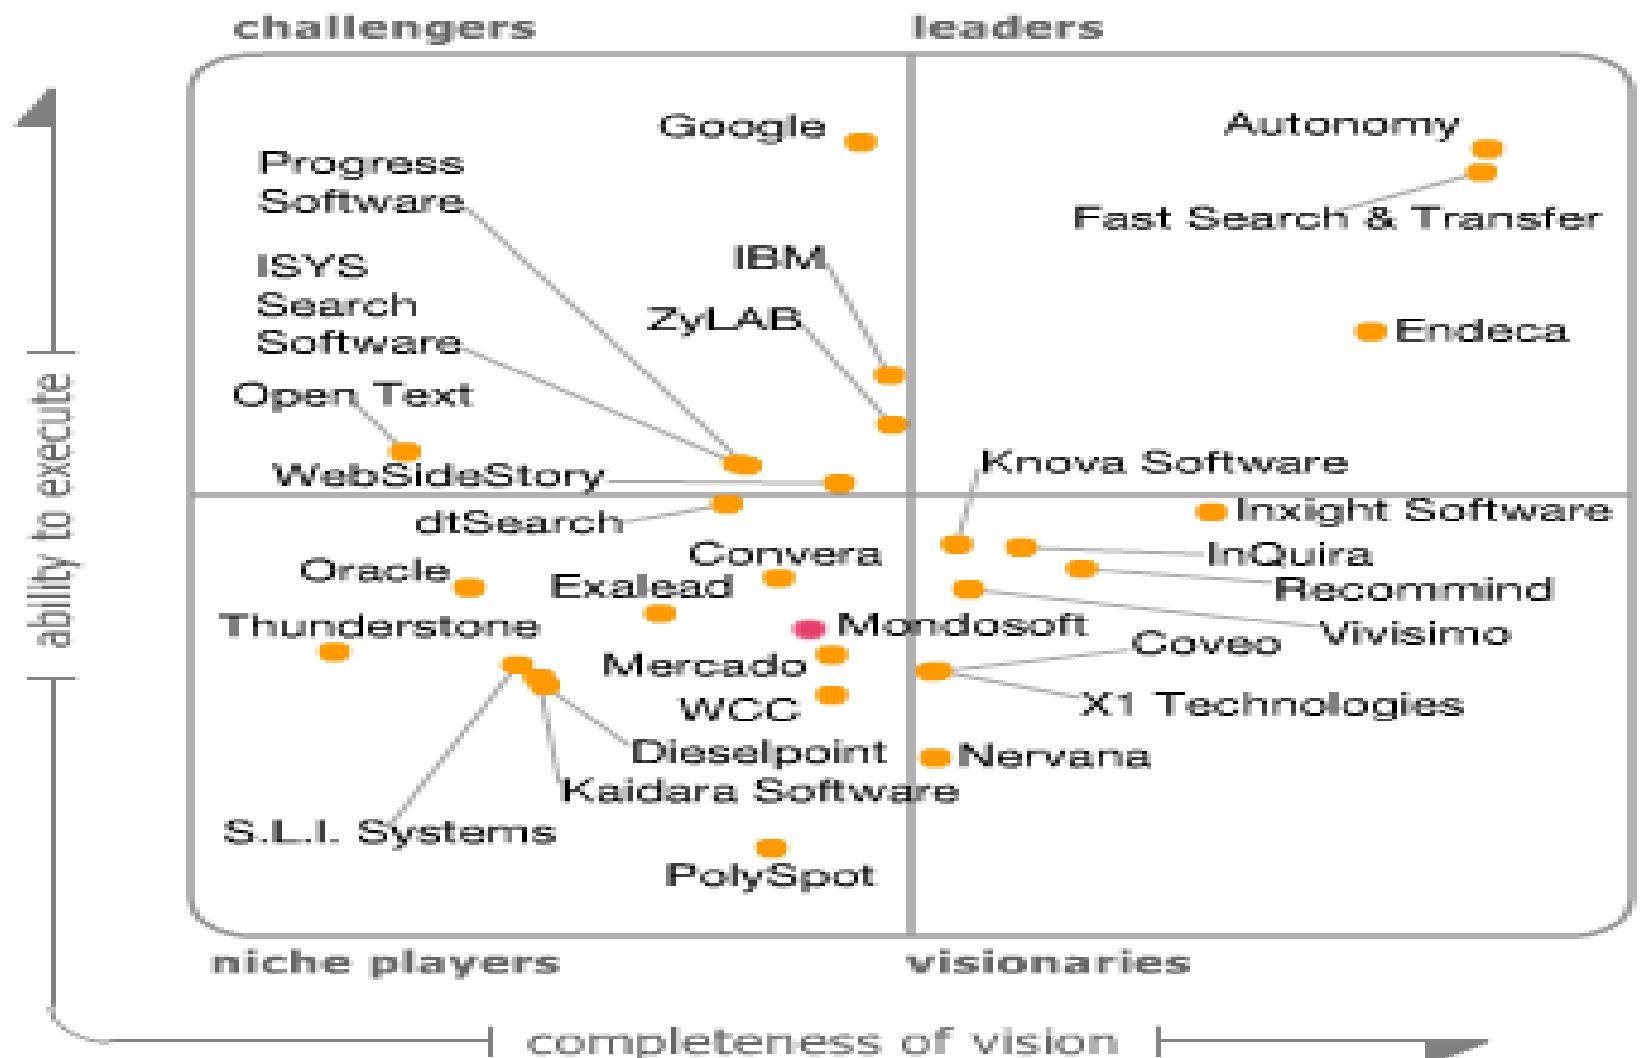 challengers
leaders
Google
Autonomy
Progress
Software
Fast Search & Transfer
IBM
ISYS
Search
Software
ZyLAB
Endeca
Open Text
WebSideStory
Knova Software
dtSearch
Inxight Software
Convera
InQuira
Oracle
Exalead
Recommind
Thunderstone
Mondosoft
Vivisimo
Coveo
Mercado
WCC
X1 Technologies
Dieselpoint
Nervana
Kaidara Software
S.L.I. Systems
PolySpot
niche players
visionaries
ability to execute
completeness of vision